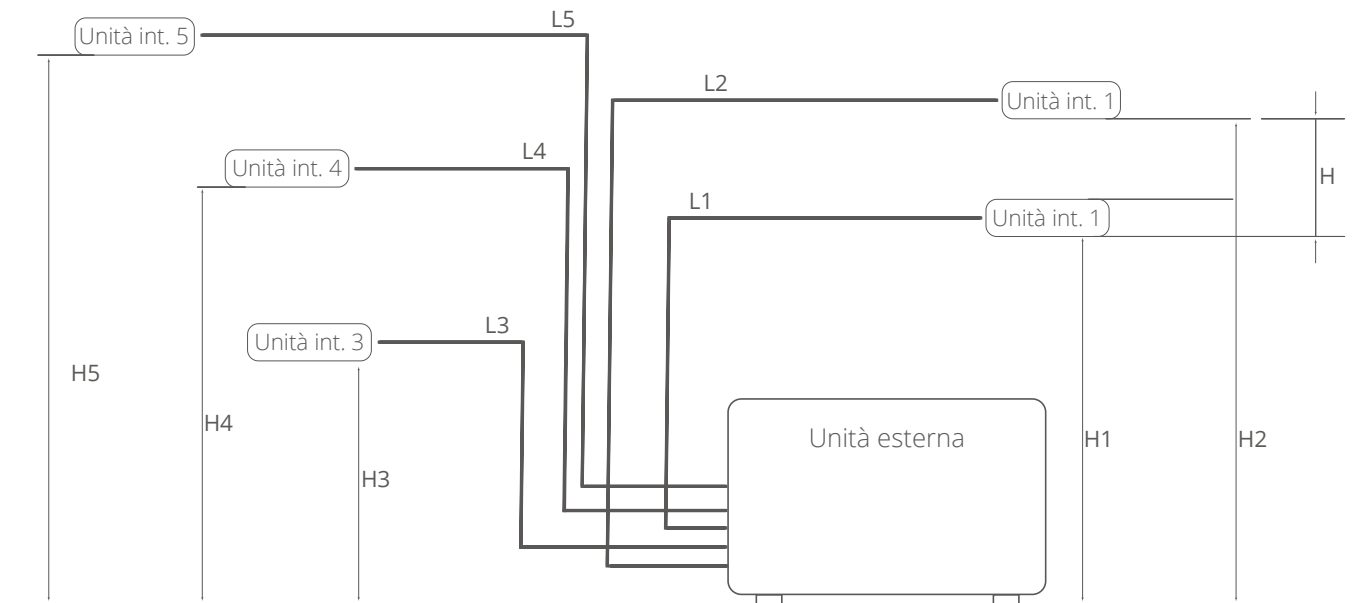 L5
Unità int. 5
L2
Unità int. 1
L4
Unità int. 4
H
L1
Unità int. 1
L3
Unità int. 3
H5
H4
Unità esterna
H1
H2
H3